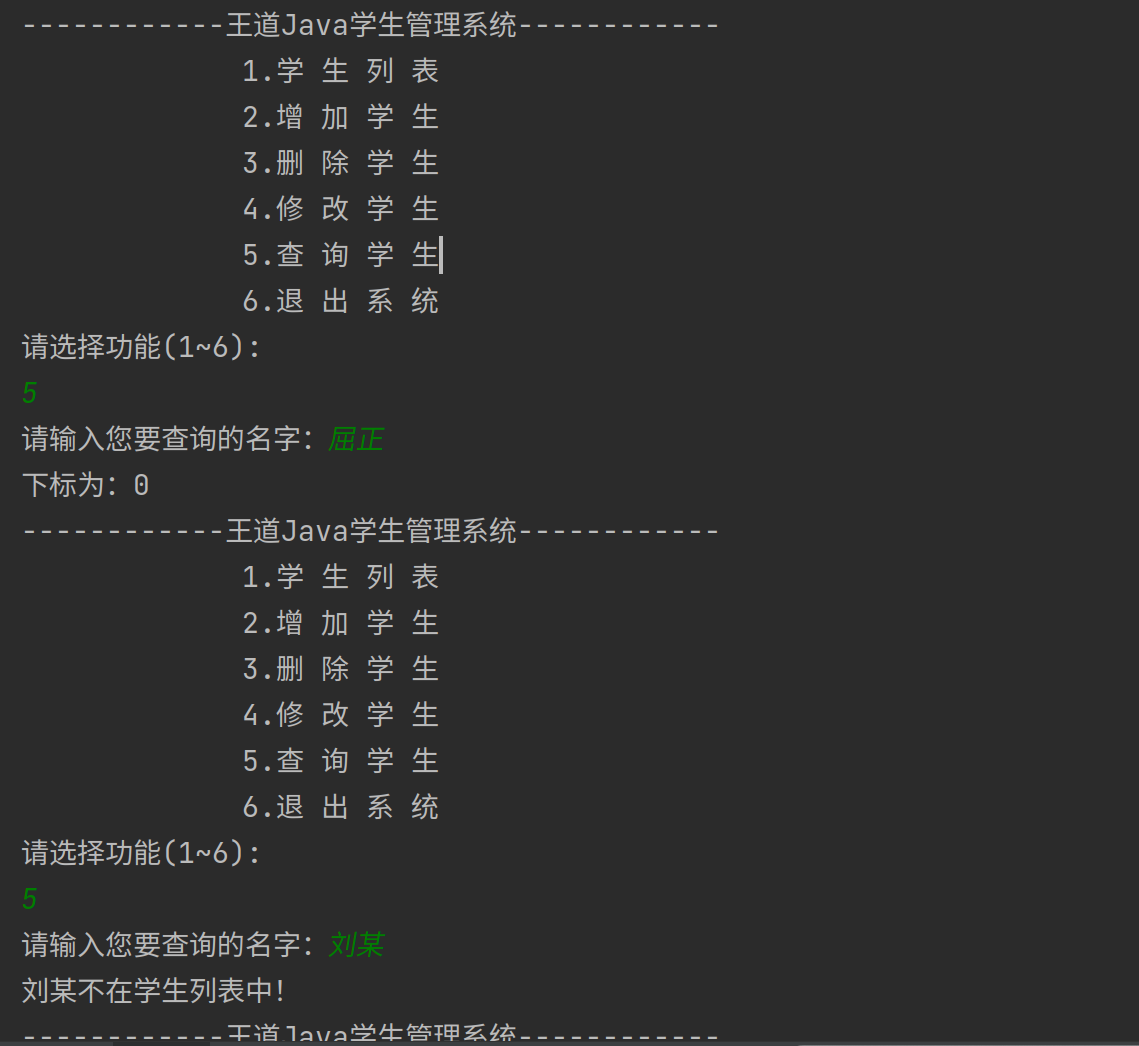 ------------王道Java学生管理系统------------
1.学 生 列 表
2.增 加 学 生
3.删 除 学 生
4.修 改 学 生
5.查 询 学 生
6.退 出 系 统
请选择功能(1~6):
5
请输入您要查询的名字: 屈正
下标为: 0
------------王道Java学生管理系统------------
1.学 生 列 表
2.增 加 学 生
3.删 除 学 生
4.修 改 学 生
5.查 询 学 生
6.退 出 系 统
请选择功能(1~6):
5
请输入您要查询的名字: 刘某
刘某不在学生列表中!
------------王道Java学生管理系统------------